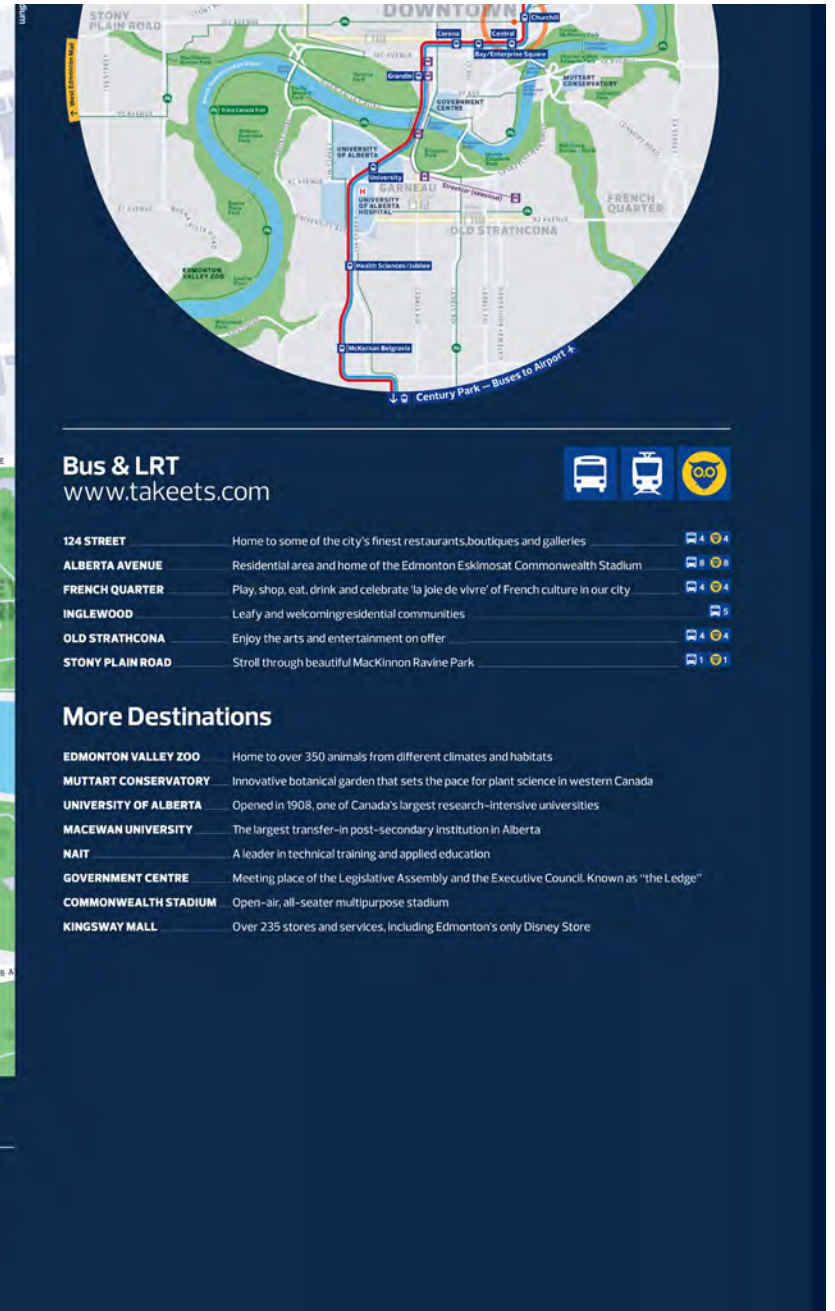 DOWNTOWN
Churchill
STONY
PLAIN ROAD
Corona
Central
Bay/Enterprise Square
West Edmonton Map
Grandin
MUTTART
CONSERVATORY
GOVERNMENT
CENTRE
95 AVENUE
Trans Canada Trail
UNIVERSITY
OF ALBERTA
University
GARNEAU
Streetcar (seasonal)
H
UNIVERSITY
OF ALBERTA
HOSPITAL
FRENCH
QUARTER
82 AVENUE
OLD STRATHCONA
Health Sciences/Jubilee
EDMONTON
VALLEY ZOO
GATEWAY BOULEVARD
McKernan Belgravia
Century Park – Buses to Airport
Bus & LRT
www.takeets.com
124 STREET Home to some of the city's finest restaurants,boutiques and galleries 4 4
ALBERTA AVENUE Residential area and home of the Edmonton Eskimosat Commonwealth Stadium 8 8
FRENCH QUARTER Play, shop, eat, drink and celebrate 'la joie de vivre' of French culture in our city 4 4
INGLEWOOD Leafy and welcomingresidential communities 5
OLD STRATHCONA Enjoy the arts and entertainment on offer 4 4
STONY PLAIN ROAD Stroll through beautiful MacKinnon Ravine Park 1 1
More Destinations
EDMONTON VALLEY ZOO Home to over 350 animals from different climates and habitats
MUTTART CONSERVATORY Innovative botanical garden that sets the pace for plant science in western Canada
UNIVERSITY OF ALBERTA Opened in 1908, one of Canada's largest research-intensive universities
MACEWAN UNIVERSITY The largest transfer-in post-secondary institution in Alberta
NAIT A leader in technical training and applied education
GOVERNMENT CENTRE Meeting place of the Legislative Assembly and the Executive Council. Known as "the Ledge"
COMMONWEALTH STADIUM Open-air, all-seater multipurpose stadium
KINGSWAY MALL Over 235 stores and services, including Edmonton's only Disney Store